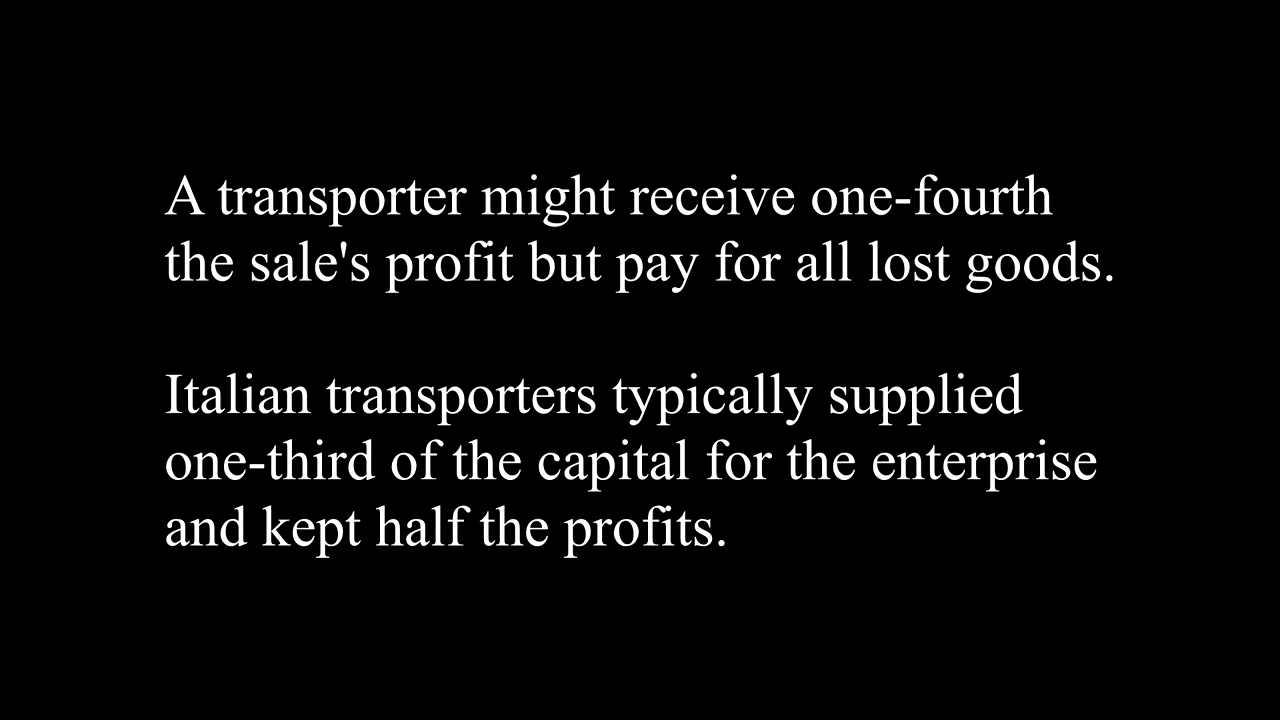 A transporter might receive one-fourth
the sale's profit but pay for all lost goods.
Italian transporters typically supplied
one-third of the capital for the enterprise
and kept half the profits.